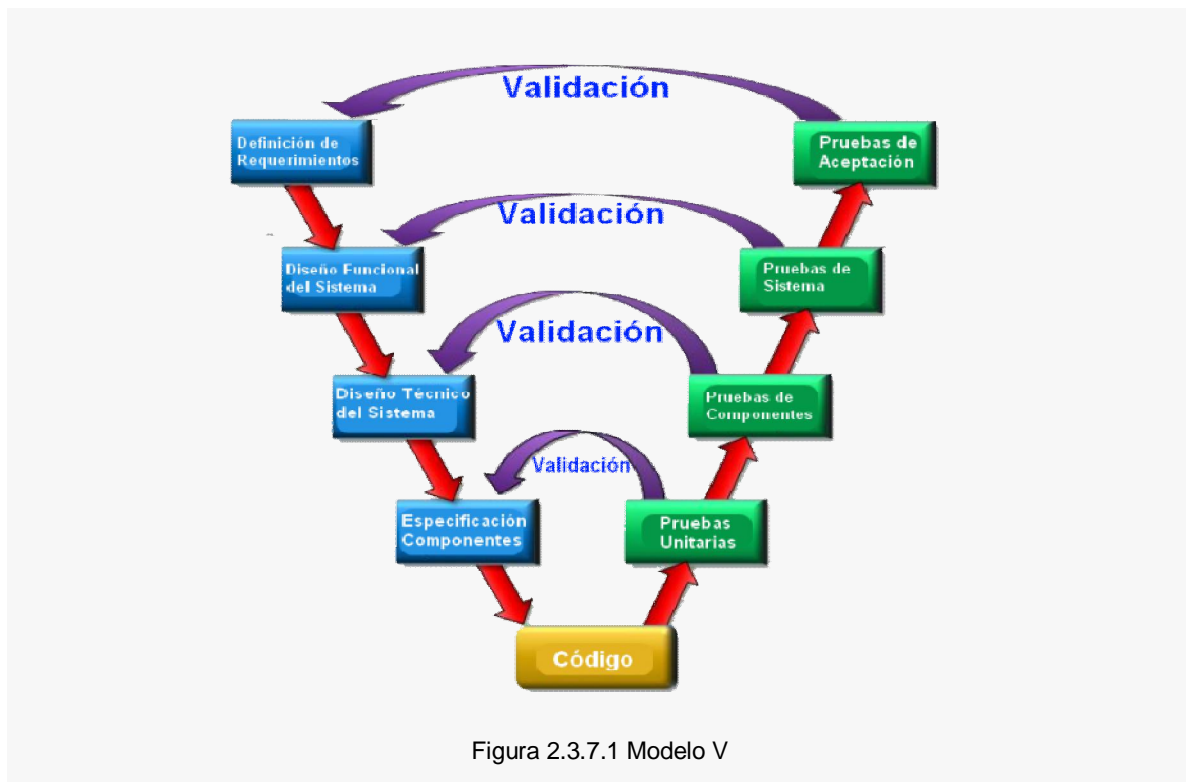 Validación
Definición de
Requerimientos
Pruebas de
Aceptación
Validación
Diseño Funcional
del Sistema
Pruebas de
Sistema
Validación
Diseño Técnico
del Sistema
Pruebas de
Componentes
Validación
Especificación
Componentes
Pruebas
Unitarias
Código
Figura 2.3.7.1 Modelo V